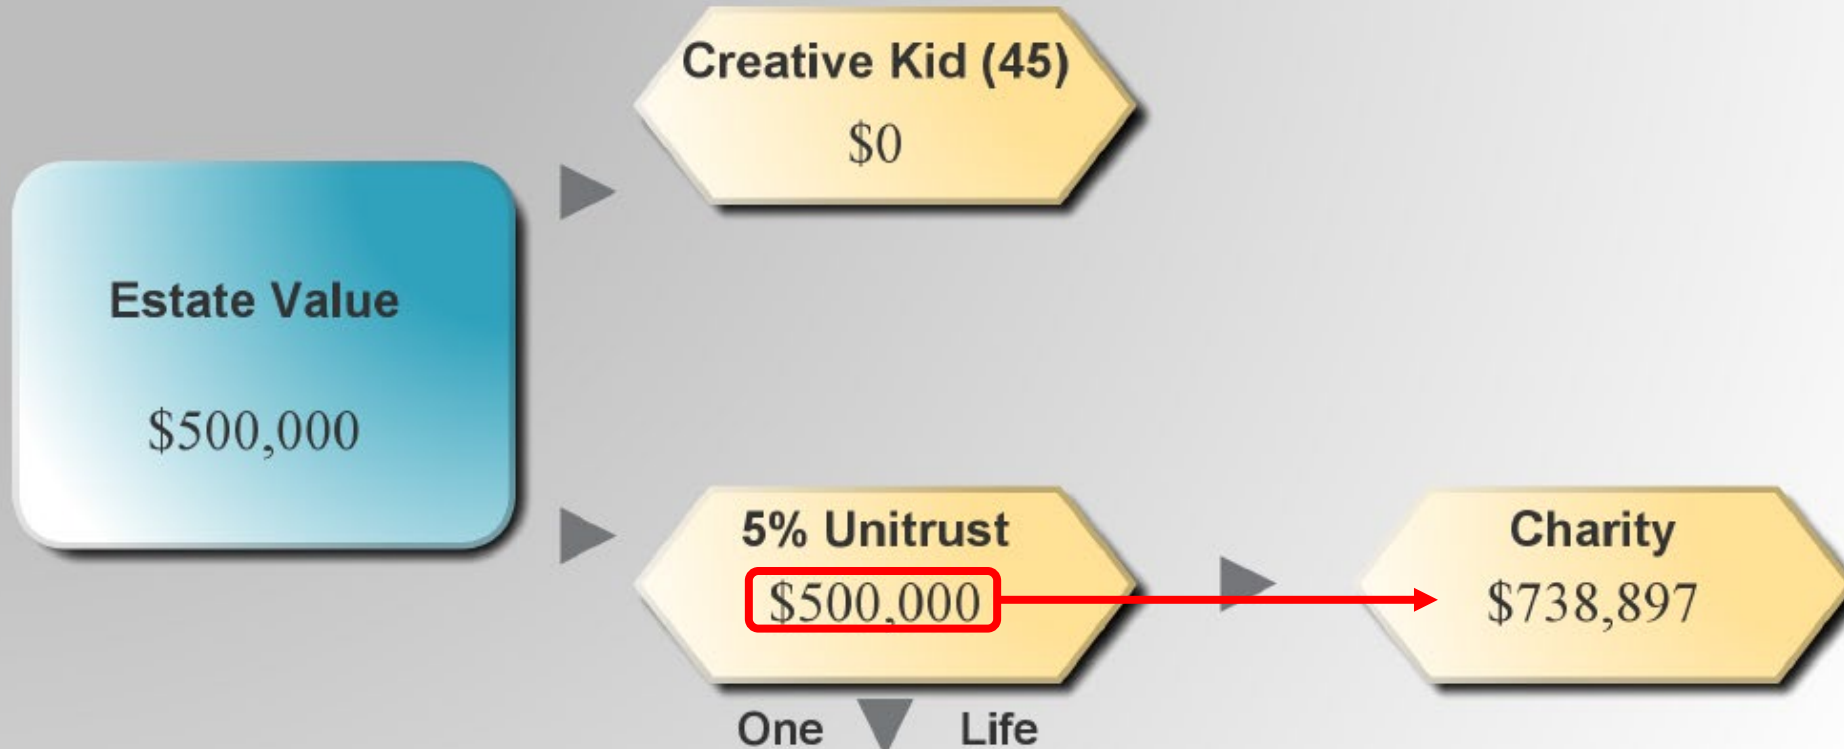 Creative Kid (45)
$0
Estate Value
$500,000
5% Unitrust
$500,000
Charity
$738,897
One Life